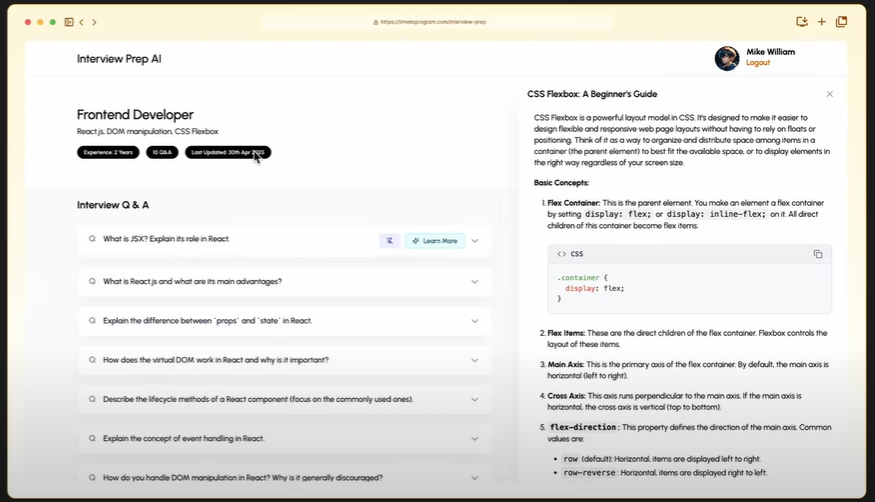 https://timetoprogram.com/interview-prep
Interview Prep AI
Mike William
Logout
Frontend Developer
React.js, DOM manipulation, CSS Flexbox
Experience: 2 Years
10 Q&A
Last Updated: 30th Apr 2025
Interview Q & A
Q What is JSX? Explain its role in React.
Learn More
Q What is React.js and what are its main advantages?
Q Explain the difference between `props` and `state` in React.
Q How does the virtual DOM work in React and why is it important?
Q Describe the lifecycle methods of a React component (focus on the commonly used ones).
Q Explain the concept of event handling in React.
Q How do you handle DOM manipulation in React? Why is it generally discouraged?
CSS Flexbox: A Beginner's Guide
CSS Flexbox is a powerful layout model in CSS. It's designed to make it easier to
design flexible and responsive web page layouts without having to rely on floats or
positioning. Think of it as a way to organize and distribute space among items in a
container (the parent element) to best fit the available space, or to display elements in
the right way regardless of your screen size.
Basic Concepts:
1. Flex Container: This is the parent element. You make an element a flex container
by setting display: flex; or display: inline-flex; on it. All direct
children of this container become flex items.
<> CSS
.container {
display: flex;
}
2. Flex Items: These are the direct children of the flex container. Flexbox controls the
layout of these items.
3. Main Axis: This is the primary axis of the flex container. By default, the main axis is
horizontal (left to right).
4. Cross Axis: This axis runs perpendicular to the main axis. If the main axis is
horizontal, the cross axis is vertical (top to bottom).
5. flex-direction: This property defines the direction of the main axis. Common
values are:
• row (default): Horizontal, items are displayed left to right.
• row-reverse: Horizontal, items are displayed right to left.